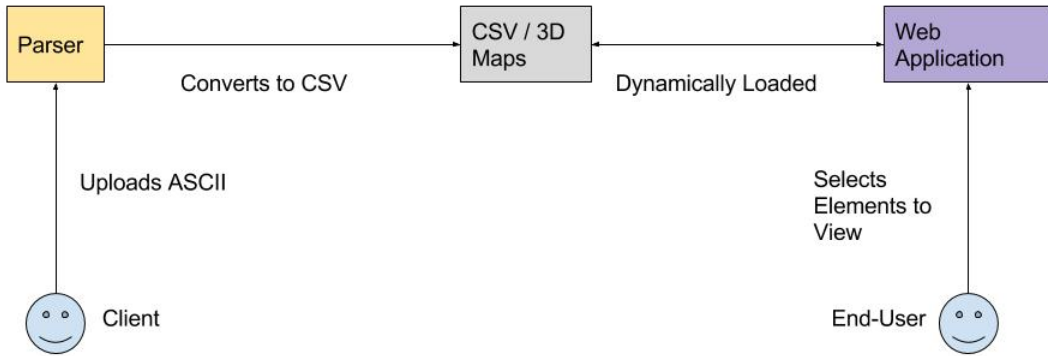 Parser
CSV / 3D
Maps
Web
Application
Converts to CSV
Dynamically Loaded
Uploads ASCII
Selects
Elements to
View
Client
End-User